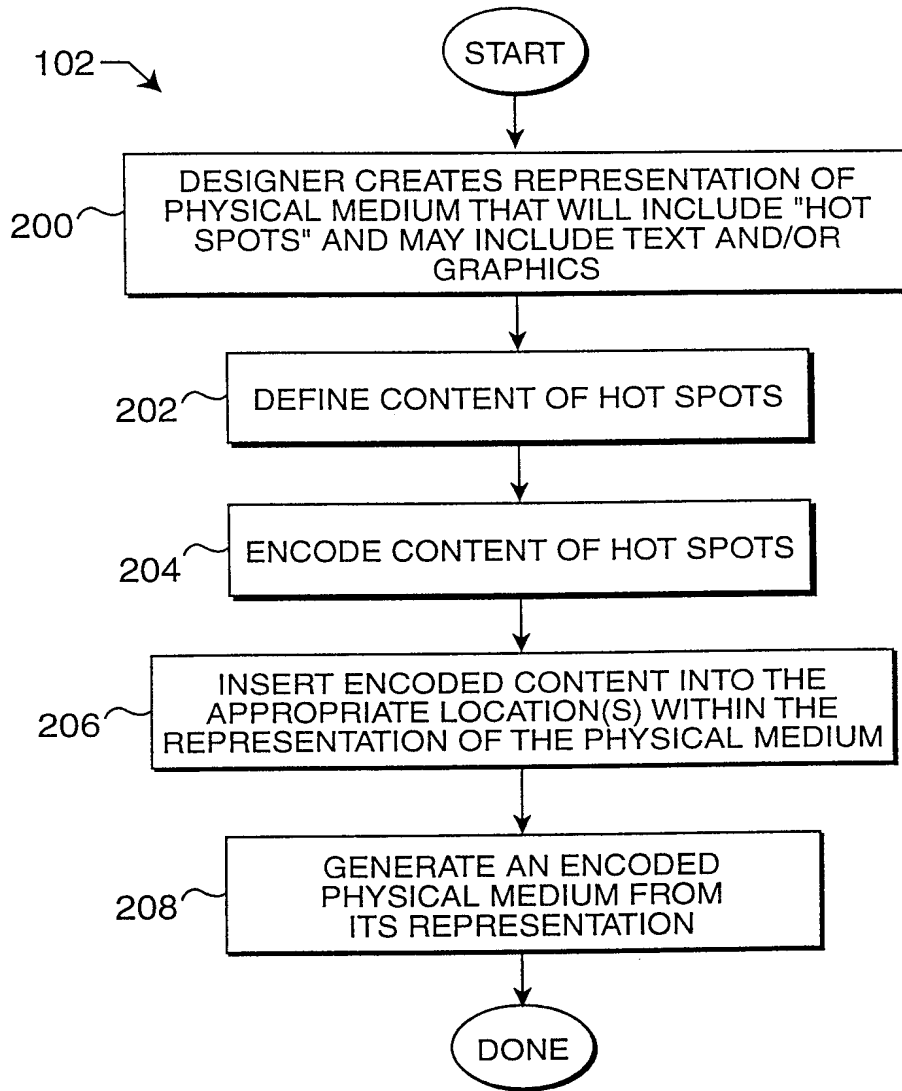 START
102
DESIGNER CREATES REPRESENTATION OF
PHYSICAL MEDIUM THAT WILL INCLUDE "HOT
SPOTS" AND MAY INCLUDE TEXT AND/OR
GRAPHICS
200
DEFINE CONTENT OF HOT SPOTS
202
ENCODE CONTENT OF HOT SPOTS
204
INSERT ENCODED CONTENT INTO THE
APPROPRIATE LOCATION(S) WITHIN THE
REPRESENTATION OF THE PHYSICAL MEDIUM
206
GENERATE AN ENCODED
PHYSICAL MEDIUM FROM
ITS REPRESENTATION
208
DONE